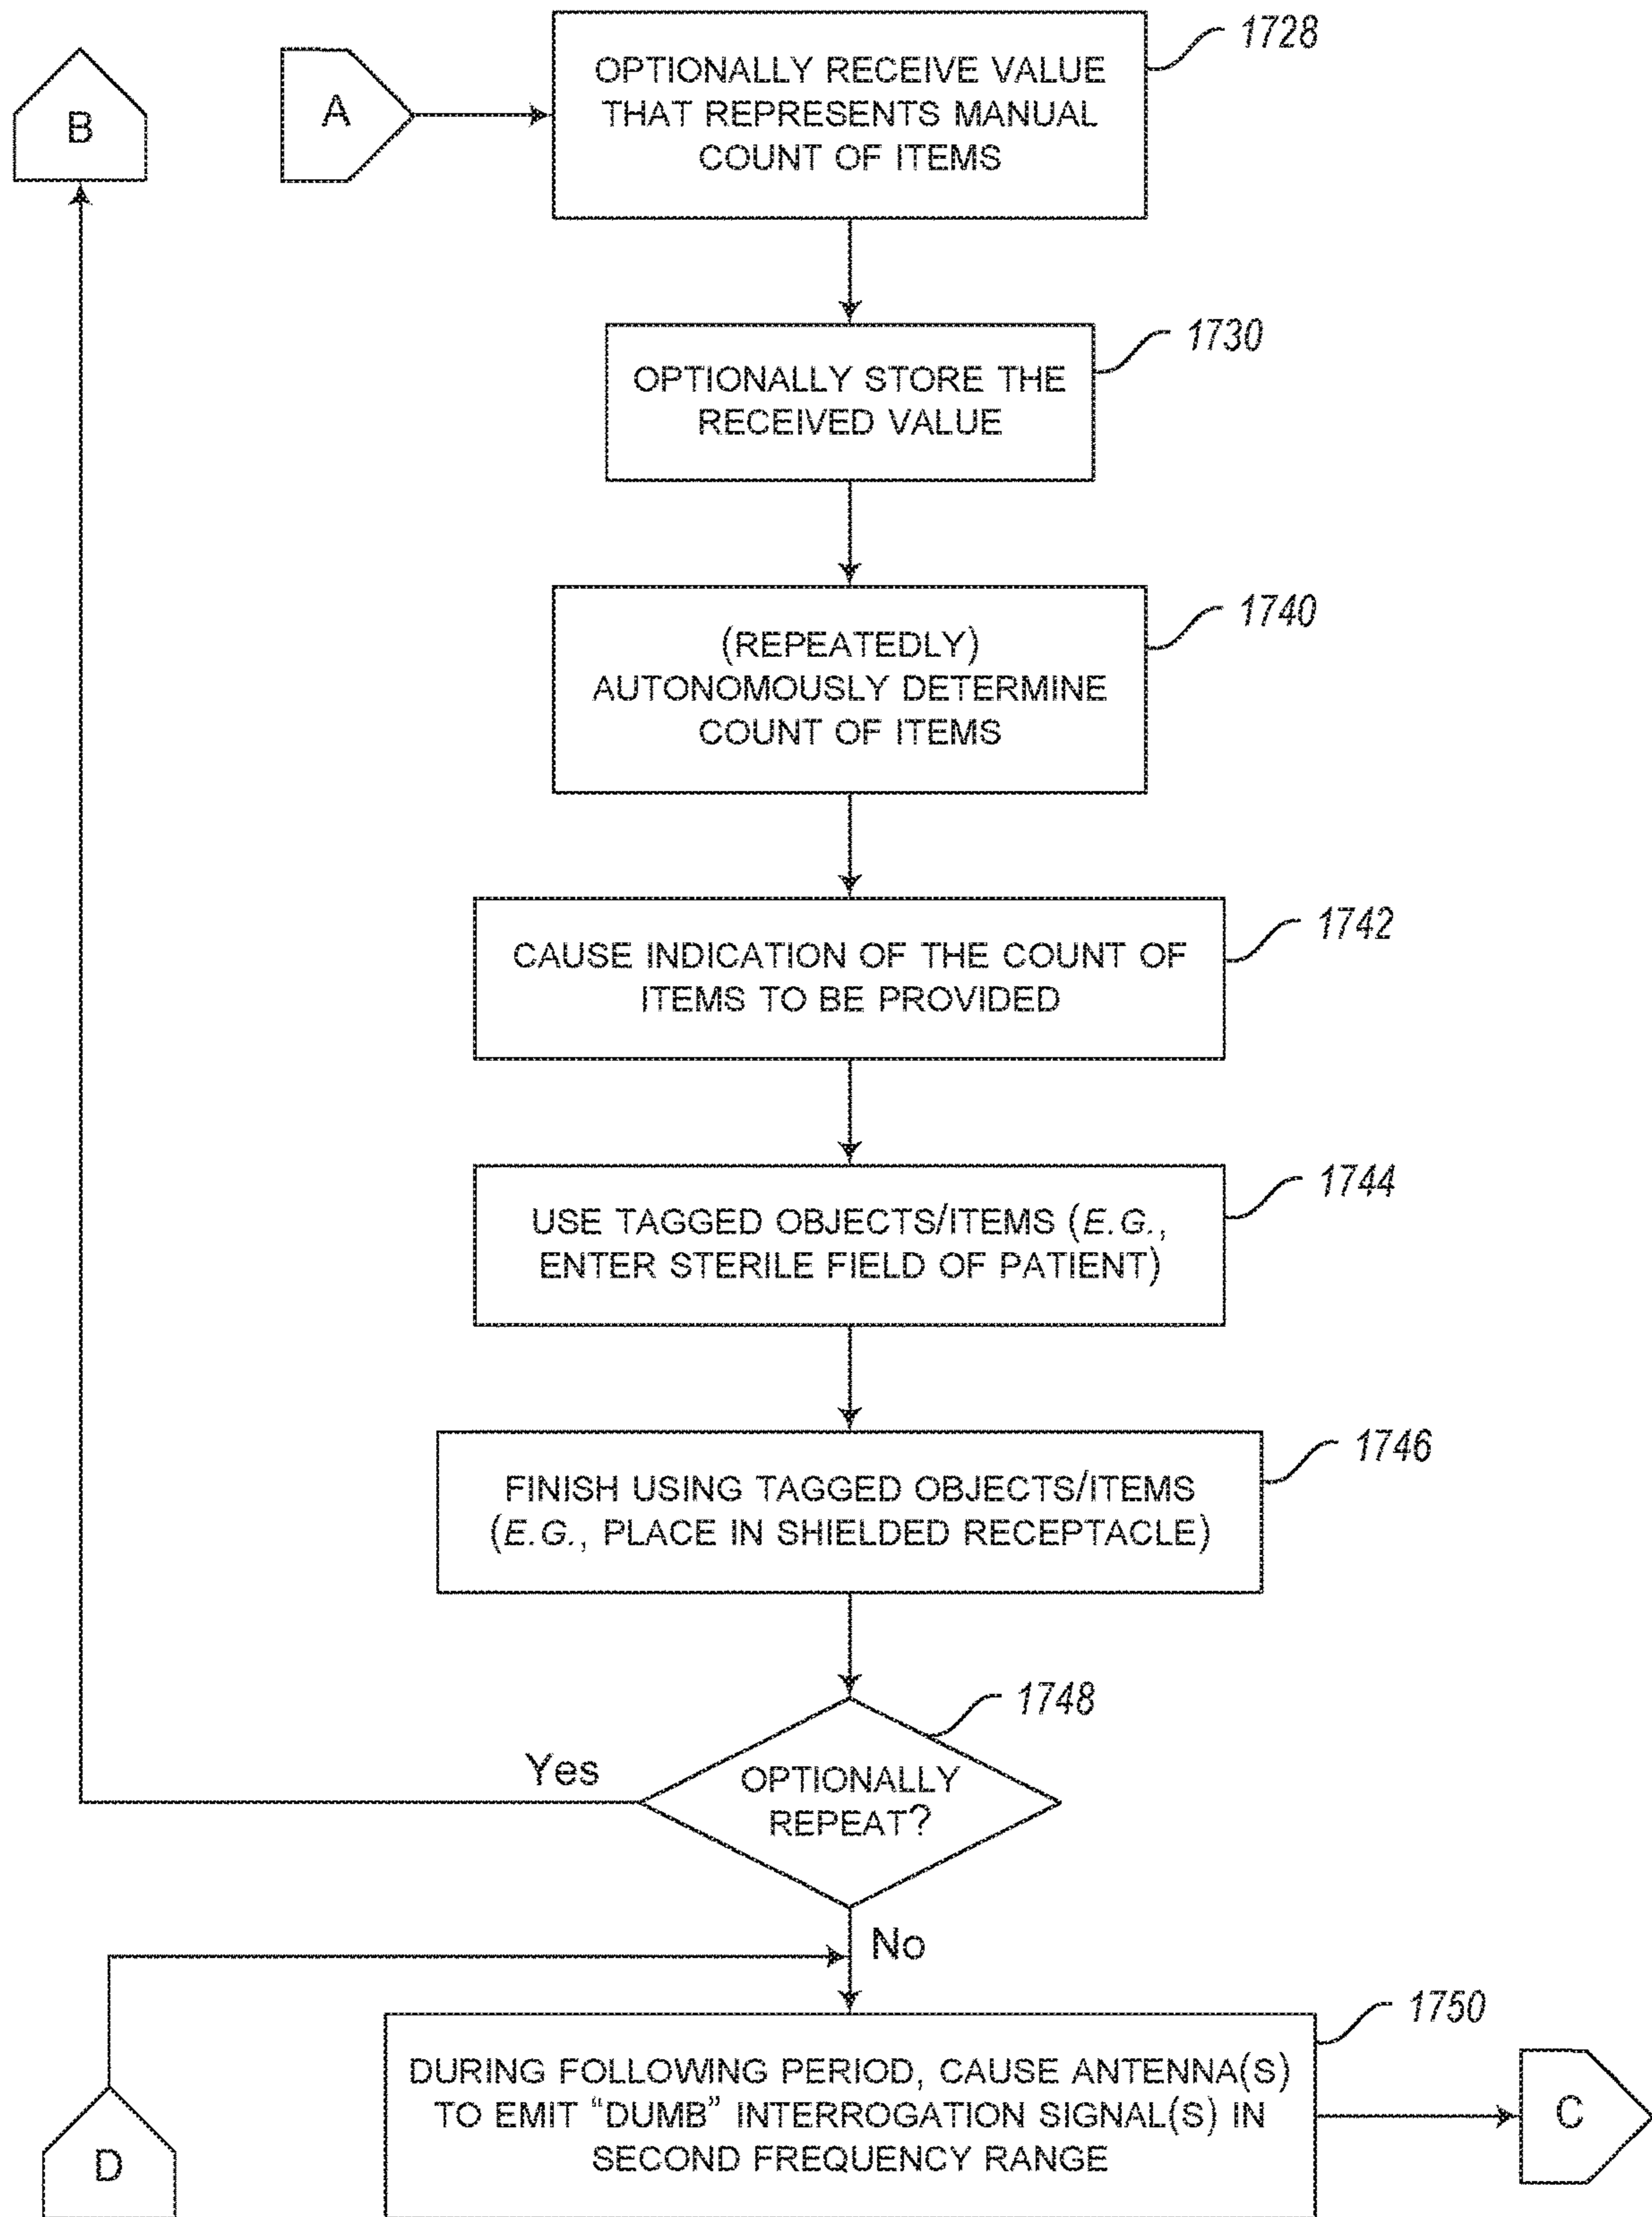 1728
OPTIONALLY RECEIVE VALUE
THAT REPRESENTS MANUAL
COUNT OF ITEMS
B
A
1730
OPTIONALLY STORE THE
RECEIVED VALUE
1740
(REPEATEDLY)
AUTONOMOUSLY DETERMINE
COUNT OF ITEMS
1742
CAUSE INDICATION OF THE COUNT OF
ITEMS TO BE PROVIDED
1744
USE TAGGED OBJECTS/ITEMS (E.G.,
ENTER STERILE FIELD OF PATIENT)
1746
FINISH USING TAGGED OBJECTS/ITEMS
(E.G., PLACE IN SHIELDED RECEPTACLE)
1748
Yes
OPTIONALLY
REPEAT?
No
1750
DURING FOLLOWING PERIOD, CAUSE ANTENNA(S)
TO EMIT “DUMB” INTERROGATION SIGNAL(S) IN
SECOND FREQUENCY RANGE
C
D